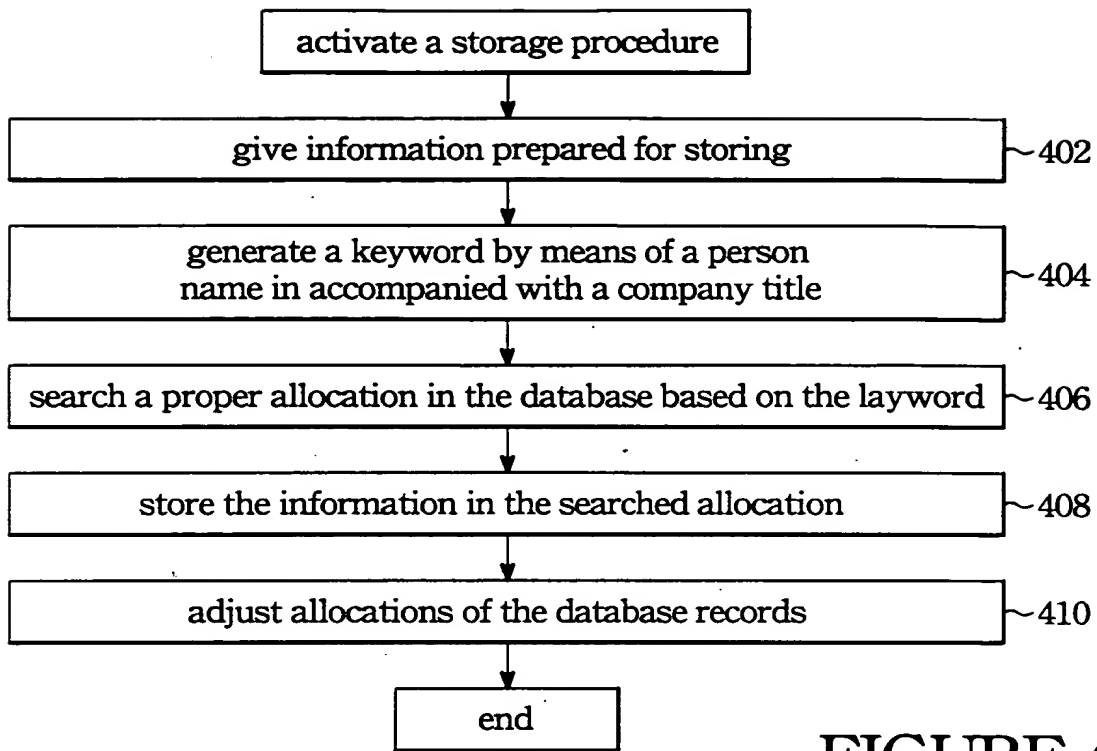 activate a storage procedure
give information prepared for storing
402
generate a keyword by means of a person
name in accompanied with a company title
404
search a proper allocation in the database based on the layword
406
store the information in the searched allocation
408
adjust allocations of the database records
410
end
FIGURE